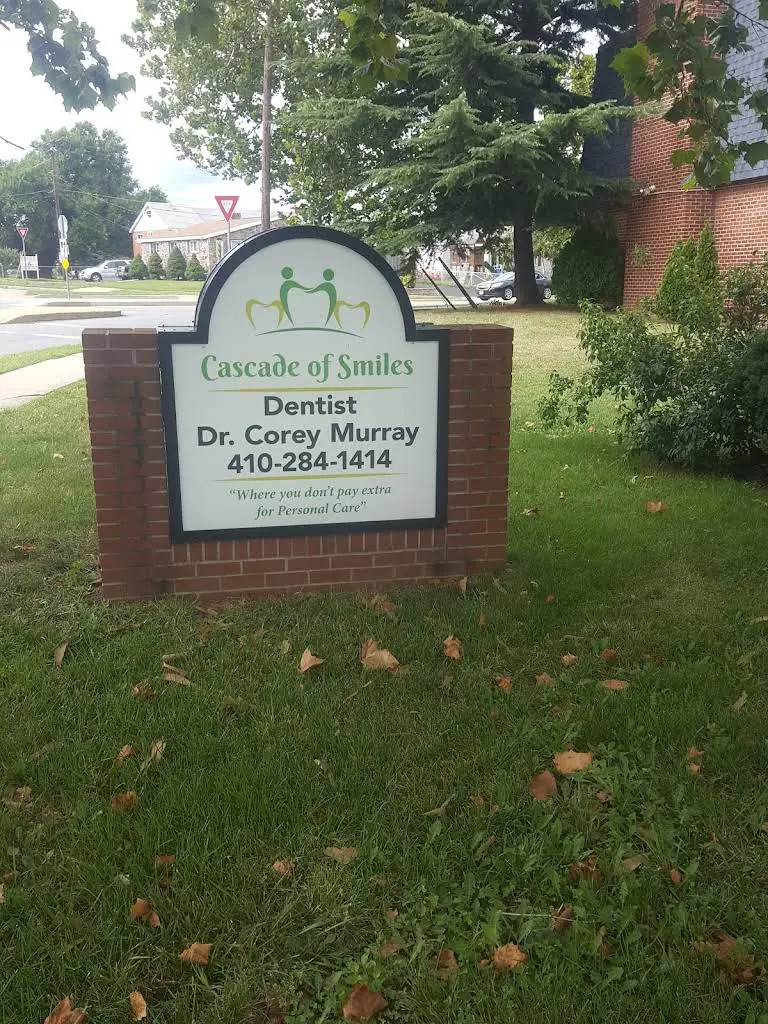 Cascade of Smiles
Dentist
Dr. Corey Murray
410-284-1414
“Where you don't pay extra
for Personal Care”